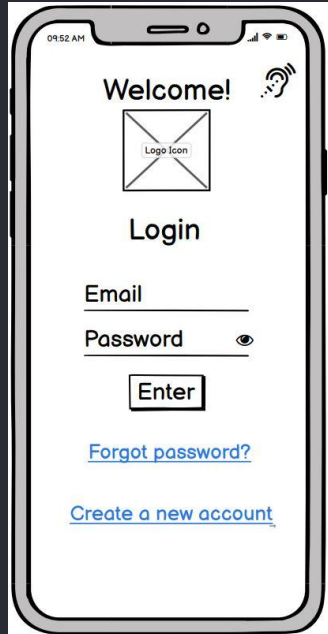 09:52 AM
Welcome!
Logo Icon
Login
Email
Password
Enter
Forgot password?
Create a new account